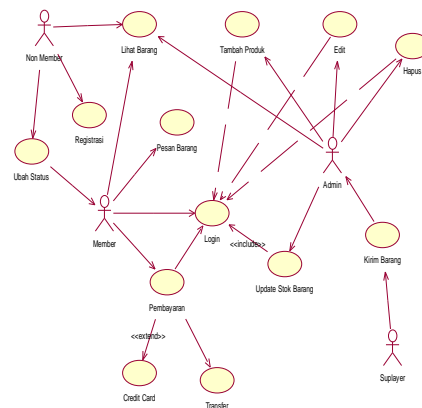 Non Member
Lihat Barang
Tambah Produk
Edit
Hapus
Registrasi
Pesan Barang
Ubah Status
Admin
Member
Login
<<include>>
Kirim Barang
Update Stok Barang
Pembayaran
<<extend>>
Suplayer
Credit Card
Transfer